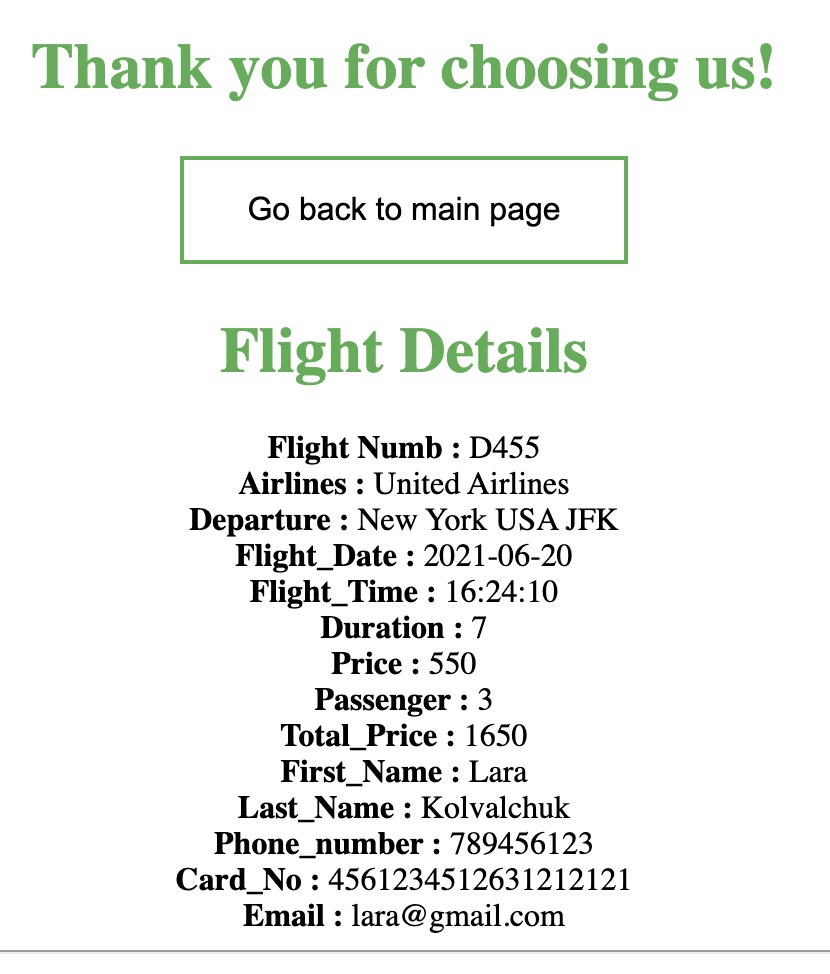 Thank you for choosing us!
Go back to main page
Flight Details
Flight Numb : D455
Airlines : United Airlines
Departure : New York USA JFK
Flight_Date : 2021-06-20
Flight_Time : 16:24:10
Duration : 7
Price : 550
Passenger : 3
Total_Price : 1650
First_Name : Lara
Last_Name : Kolvalchuk
Phone_number : 789456123
Card_No : 4561234512631212121
Email : lara@gmail.com